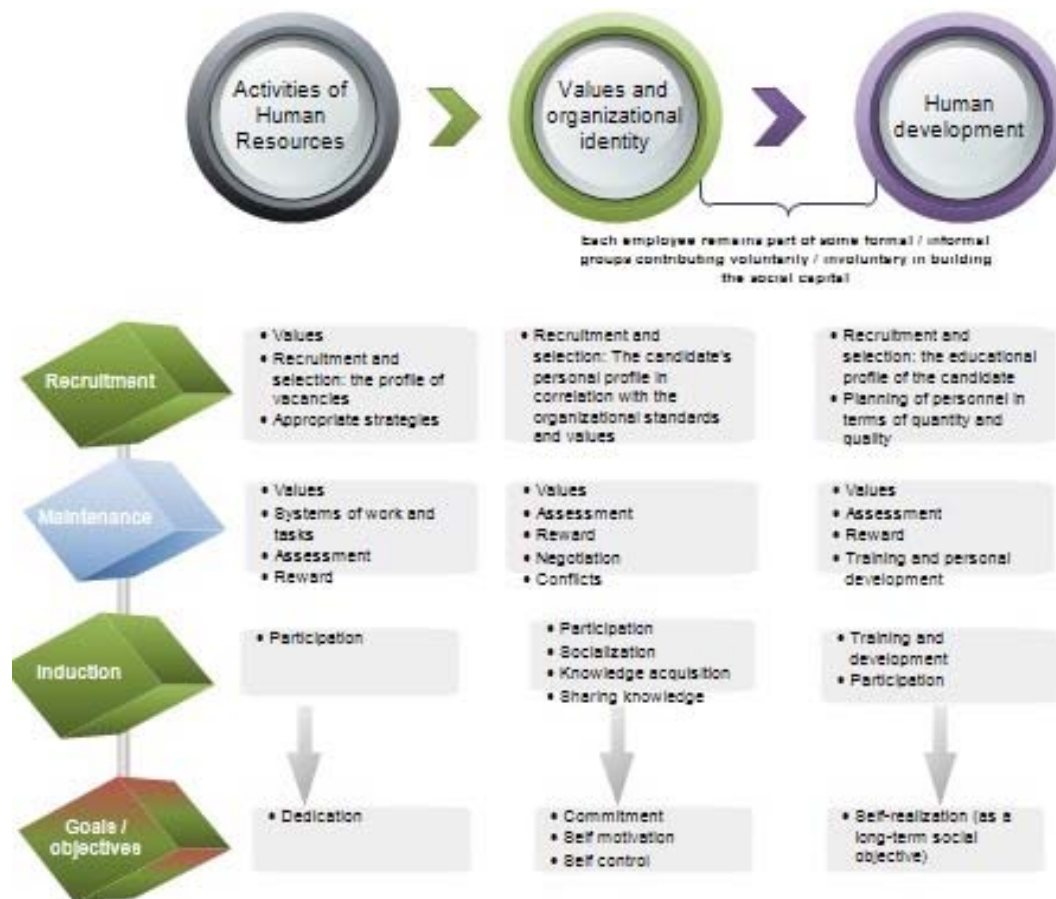 Activities of
Human
Resources
Values and
organizational
identity
Human
development
Each employee remains part of some formal / informal
groups contributing voluntarily / involuntary in building
the social capital
Recruitment
• Values
• Recruitment and
selection: the profile of
vacancies
• Appropriate strategies
• Recruitment and
selection: The candidate's
personal profile in
correlation with the
organizational standards
and values
• Recruitment and
selection: the educational
profile of the candidate
• Planning of personnel in
terms of quantity and
quality
Maintenance
• Values
• Systems of work and
tasks
• Assessment
• Reward
• Values
• Assessment
• Reward
• Negotiation
• Conflicts
• Values
• Assessment
• Reward
• Training and personal
development
Induction
• Participation
• Participation
• Socialization
• Knowledge acquisition
• Sharing knowledge
• Training and
development
• Participation
Goals /
objectives
• Dedication
• Commitment
• Self motivation
• Self control
• Self-realization (as a
long-term social
objective)